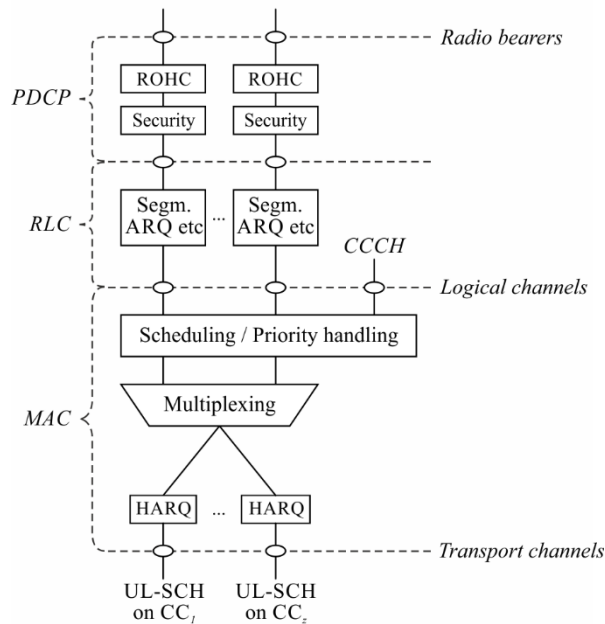 Radio bearers
ROHC ROHC
PDCP
Security Security
Segm. ... Segm.
ARQ etc ARQ etc
RLC
CCCH
Logical channels
Scheduling / Priority handling
Multiplexing
MAC
HARQ ... HARQ
Transport channels
UL-SCH UL-SCH
on CC₁ on CC_z